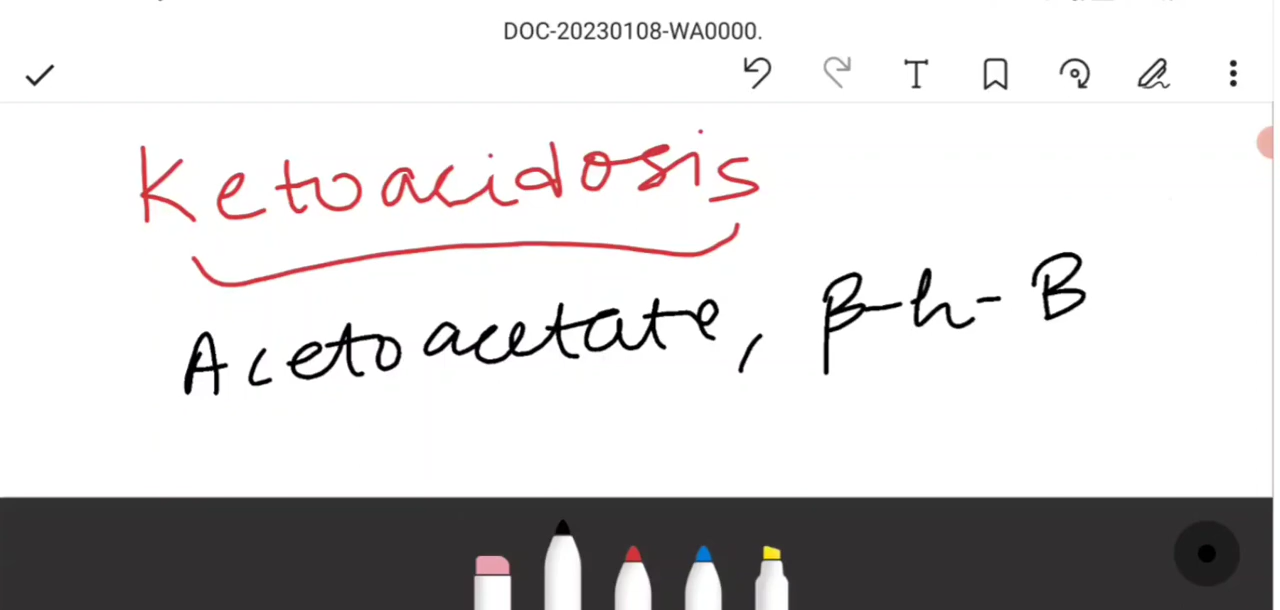 DOC-20230108-WA0000.
T
Ketoacidosis
Acetoacetate, β-h-B